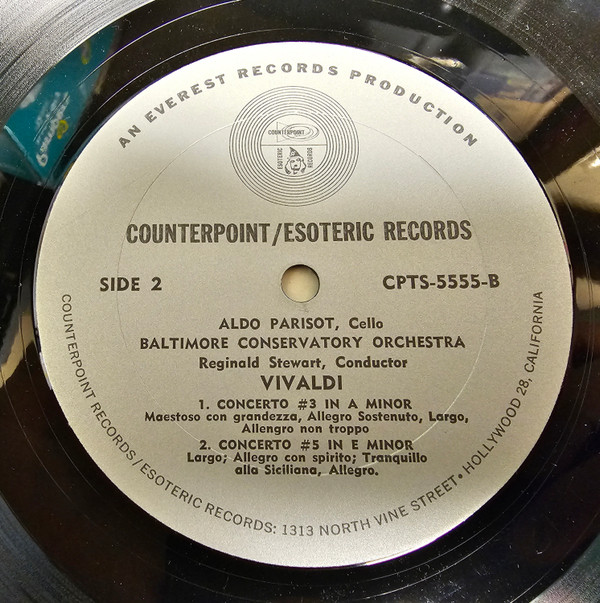 AN EVEREST RECORDS PRODUCTION
COUNTERPOINT
ESOTERIC
RECORDS
COUNTERPOINT/ESOTERIC RECORDS
SIDE 2
CPTS-5555-B
ALDO PARISOT, Cello
BALTIMORE CONSERVATORY ORCHESTRA
Reginald Stewart, Conductor
VIVALDI
1. CONCERTO #3 IN A MINOR
Maestoso con grandezza, Allegro Sostenuto, Largo,
Allengro non troppo
2. CONCERTO #5 IN E MINOR
Largo; Allegro con spirito; Tranquillo
alla Siciliana, Allegro.
COUNTERPOINT RECORDS/ESOTERIC RECORDS: 1313 NORTH VINE STREET • HOLLYWOOD 28, CALIFORNIA